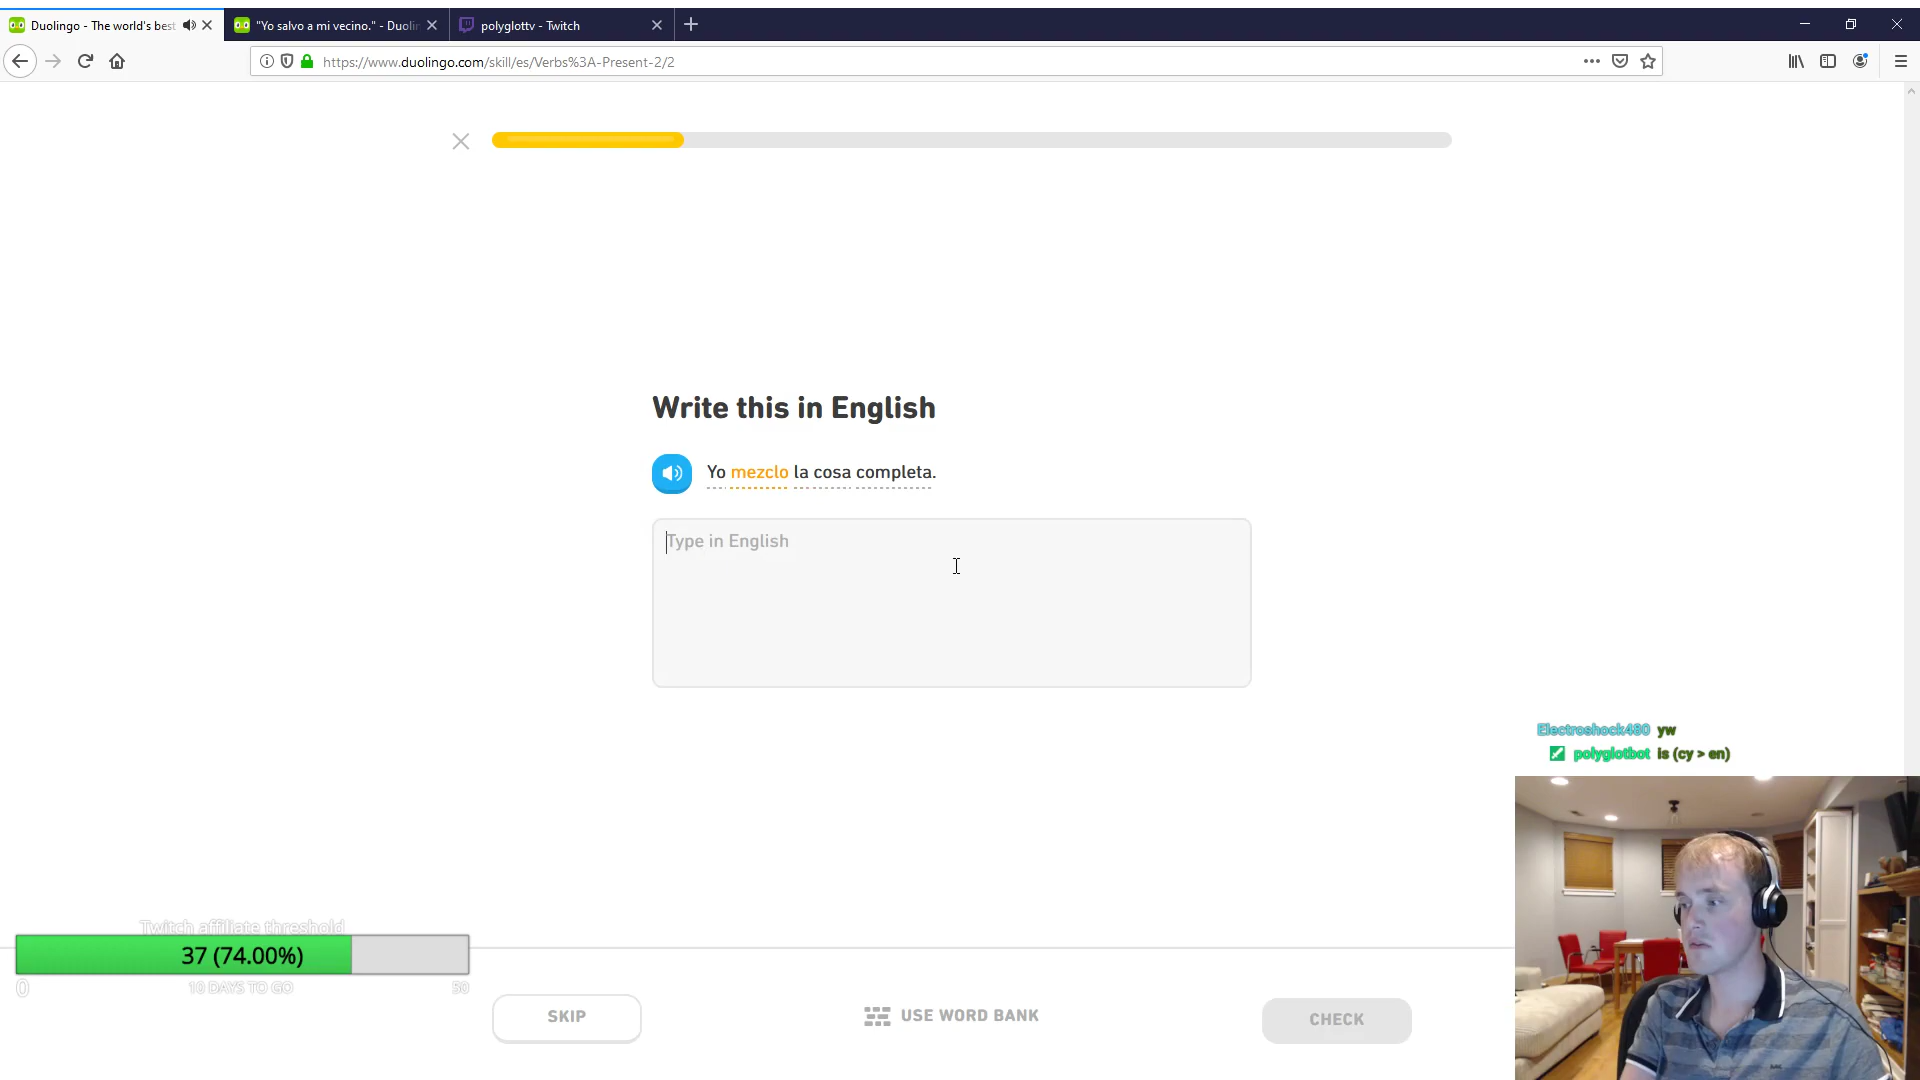 Duolingo - The world's best
"Yo salvo a mi vecino." - Duolin
polyglottv - Twitch
https://www.duolingo.com/skill/es/Verbs%3A-Present-2/2
Write this in English
Yo mezclo la cosa completa.
Type in English
Electroshock480 yw
polyglotbot is (cy > en)
Twitch affiliate threshold
37 (74.00%)
0
10 DAYS TO GO
50
SKIP
USE WORD BANK
CHECK